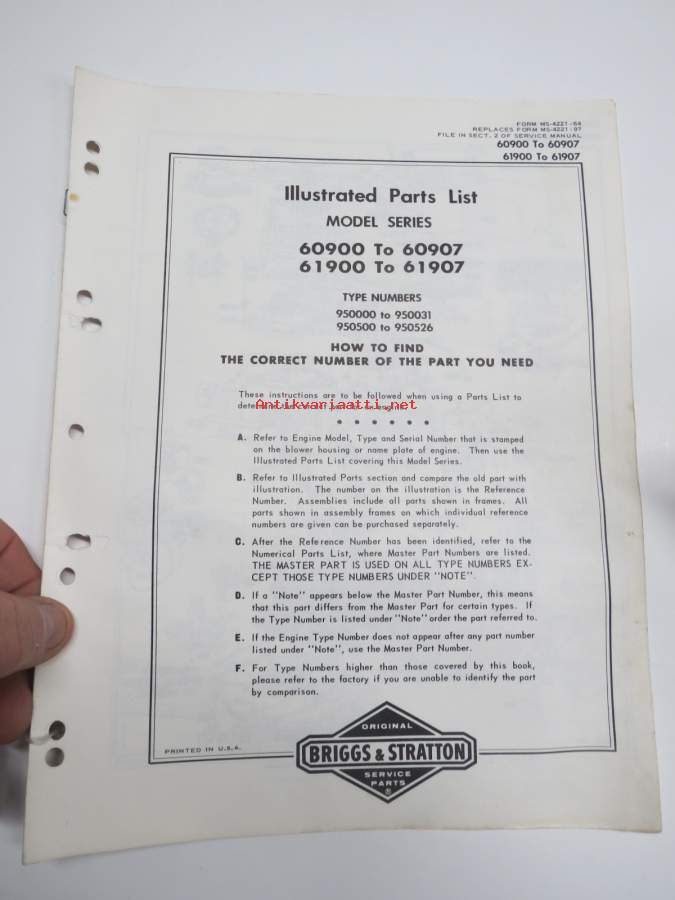 FORM MS-4221-64
REPLACES FORM MS-4221-97
FILE IN SECT. 2 OF SERVICE MANUAL
60900 To 60907
61900 To 61907
Illustrated Parts List
MODEL SERIES
60900 To 60907
61900 To 61907
TYPE NUMBERS
950000 to 950031
950500 to 950526
HOW TO FIND
THE CORRECT NUMBER OF THE PART YOU NEED
These instructions are to be followed when using a Parts List to
Antikvariaatti.net
A. Refer to Engine Model, Type and Serial Number that is stamped
on the blower housing or name plate of engine. Then use the
Illustrated Parts List covering this Model Series.
B. Refer to Illustrated Parts section and compare the old part with
illustration. The number on the illustration is the Reference
Number. Assemblies include all parts shown in frames. All
parts shown in assembly frames on which individual reference
numbers are given can be purchased separately.
C. After the Reference Number has been identified, refer to the
Numerical Parts List, where Master Part Numbers are listed.
THE MASTER PART IS USED ON ALL TYPE NUMBERS EX-
CEPT THOSE TYPE NUMBERS UNDER "NOTE".
D. If a "Note" appears below the Master Part Number, this means
that this part differs from the Master Part for certain types. If
the Type Number is listed under "Note" order the part referred to.
E. If the Engine Type Number does not appear after any part number
listed under "Note", use the Master Part Number.
F. For Type Numbers higher than those covered by this book,
please refer to the factory if you are unable to identify the part
by comparison.
PRINTED IN U.S.A.
ORIGINAL
BRIGGS & STRATTON
SERVICE
PARTS
®